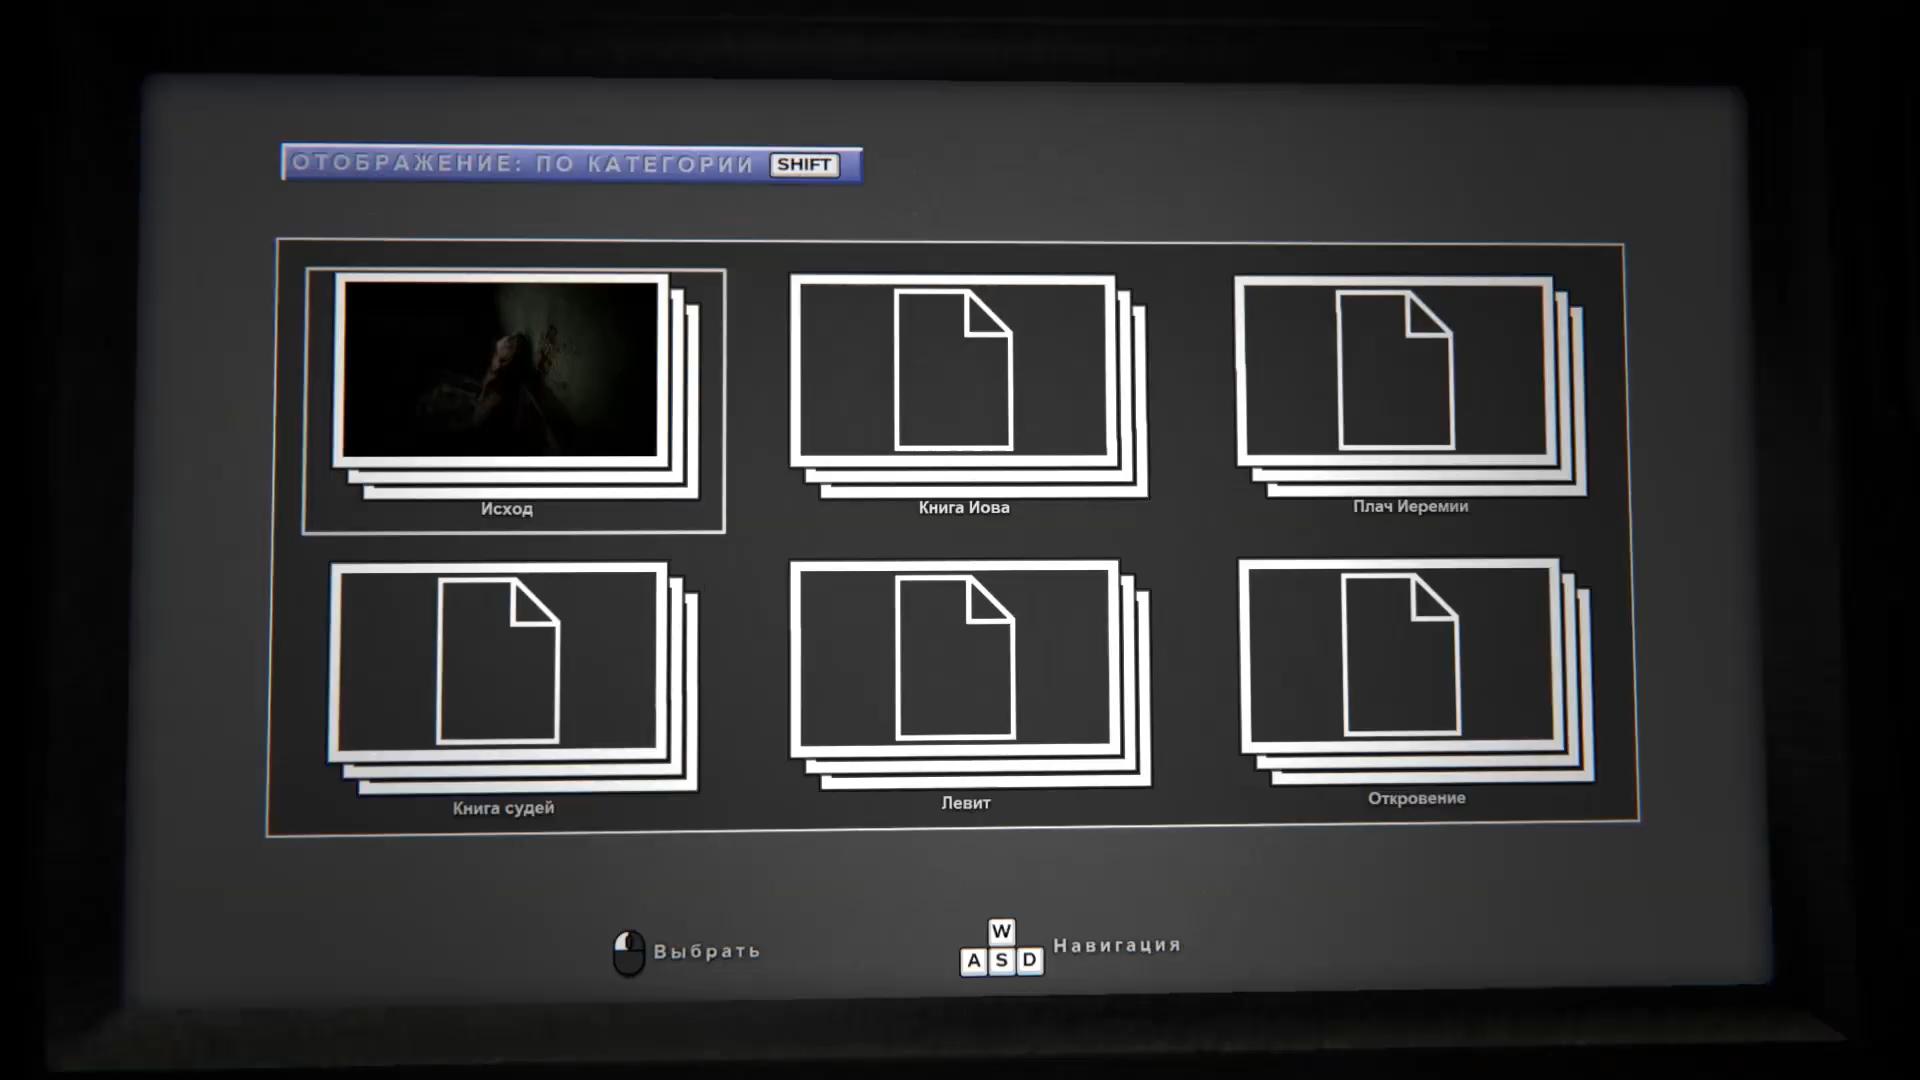 ОТОБРАЖЕНИЕ: ПО КАТЕГОРИИ SHIFT
Исход
Книга Иова
Плач Иеремии
Книга судей
Левит
Откровение
Выбрать
W
A S D
Навигация